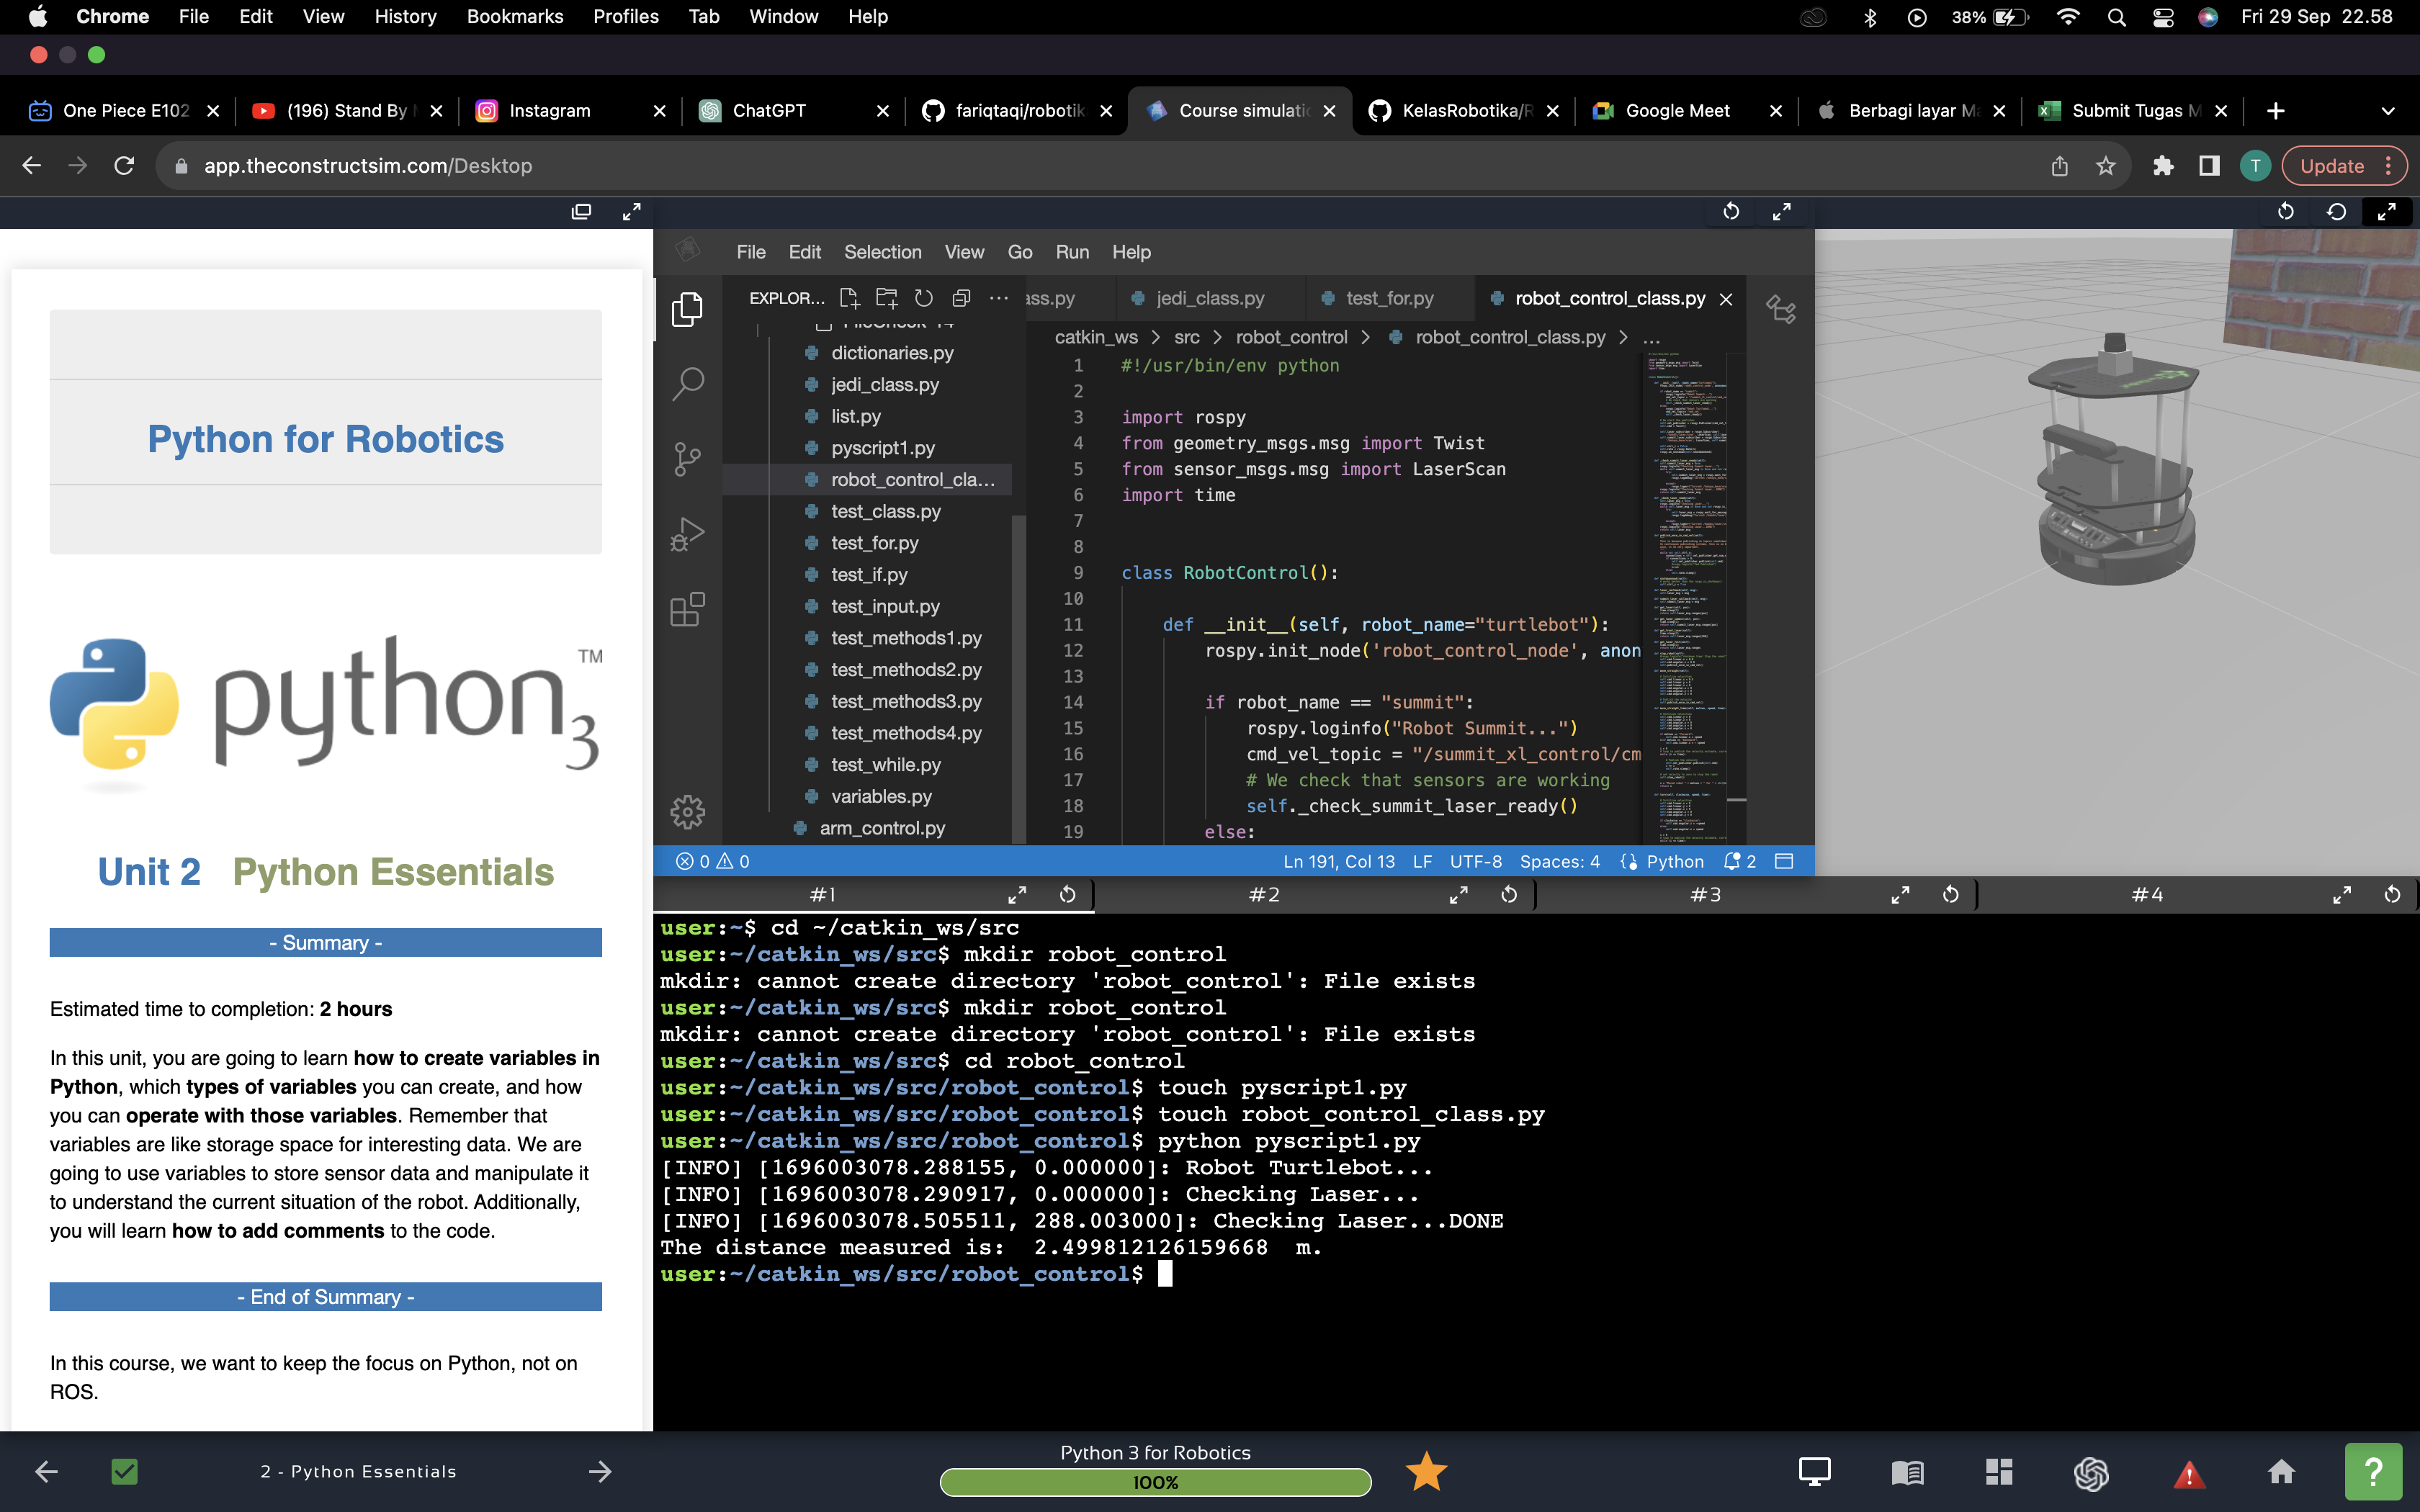 Chrome File Edit View History Bookmarks Profiles Tab Window Help 38% Fri 29 Sep 22.58
One Piece E102 (196) Stand By Instagram ChatGPT fariqtaqi/robotik Course simulatic KelasRobotika/R Google Meet Berbagi layar Ma Submit Tugas M
app.theconstructsim.com/Desktop T Update
Python for Robotics
python™ 3
Unit 2 Python Essentials
- Summary -
Estimated time to completion: 2 hours
In this unit, you are going to learn how to create variables in
Python, which types of variables you can create, and how
you can operate with those variables. Remember that
variables are like storage space for interesting data. We are
going to use variables to store sensor data and manipulate it
to understand the current situation of the robot. Additionally,
you will learn how to add comments to the code.
- End of Summary -
In this course, we want to keep the focus on Python, not on
ROS.
File Edit Selection View Go Run Help
EXPLOR...
dictionaries.py
jedi_class.py
list.py
pyscript1.py
robot_control_cla...
test_class.py
test_for.py
test_if.py
test_input.py
test_methods1.py
test_methods2.py
test_methods3.py
test_methods4.py
test_while.py
variables.py
arm_control.py
ass.py jedi_class.py test_for.py robot_control_class.py
catkin_ws > src > robot_control > robot_control_class.py > ...
1 #!/usr/bin/env python
2
3 import rospy
4 from geometry_msgs.msg import Twist
5 from sensor_msgs.msg import LaserScan
6 import time
7
8
9 class RobotControl():
10
11 def __init__(self, robot_name="turtlebot"):
12 rospy.init_node('robot_control_node', anon
13
14 if robot_name == "summit":
15 rospy.loginfo("Robot Summit...")
16 cmd_vel_topic = "/summit_xl_control/cm
17 # We check that sensors are working
18 self._check_summit_laser_ready()
19 else:
0 0 Ln 191, Col 13 LF UTF-8 Spaces: 4 Python 2
#1 #2 #3 #4
user:~$ cd ~/catkin_ws/src
user:~/catkin_ws/src$ mkdir robot_control
mkdir: cannot create directory 'robot_control': File exists
user:~/catkin_ws/src$ mkdir robot_control
mkdir: cannot create directory 'robot_control': File exists
user:~/catkin_ws/src$ cd robot_control
user:~/catkin_ws/src/robot_control$ touch pyscript1.py
user:~/catkin_ws/src/robot_control$ touch robot_control_class.py
user:~/catkin_ws/src/robot_control$ python pyscript1.py
[INFO] [1696003078.288155, 0.000000]: Robot Turtlebot...
[INFO] [1696003078.290917, 0.000000]: Checking Laser...
[INFO] [1696003078.505511, 288.003000]: Checking Laser...DONE
The distance measured is:  2.499812126159668  m.
user:~/catkin_ws/src/robot_control$
2 - Python Essentials
Python 3 for Robotics
100%
?